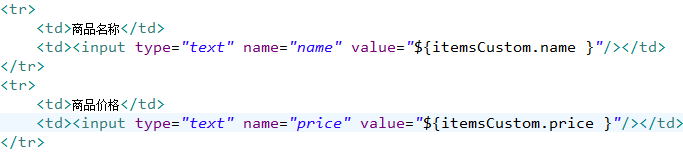 <tr>
<td>商品名称</td>
<td><input type="text" name="name" value="${itemsCustom.name }"/></td>
</tr>
<tr>
<td>商品价格</td>
<td><input type="text" name="price" value="${itemsCustom.price }"/></td>
</tr>